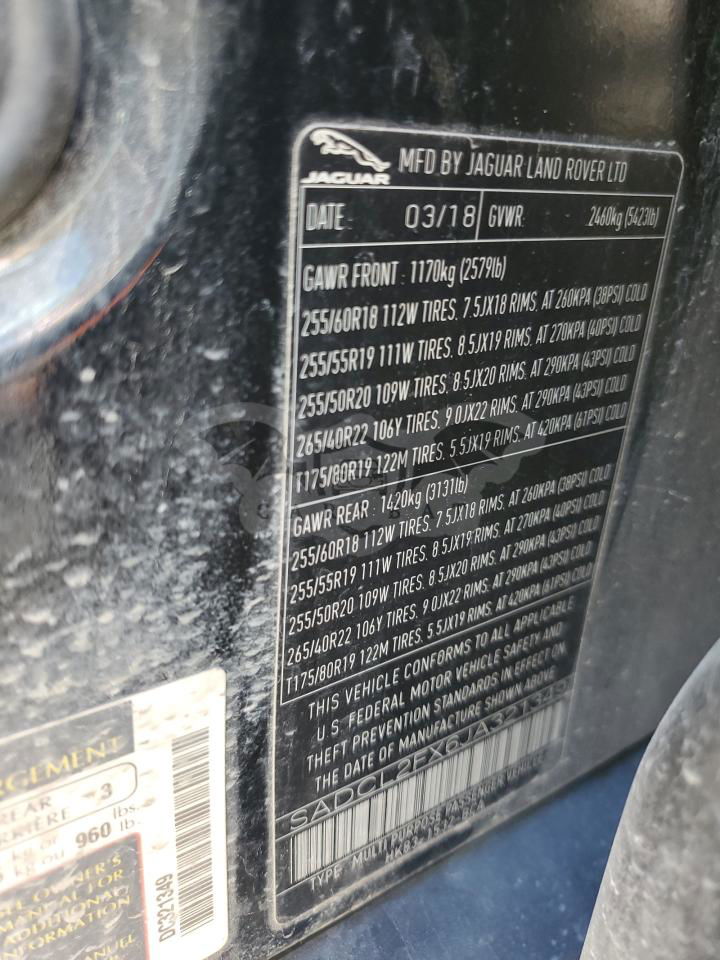 JAGUAR
MFD BY JAGUAR LAND ROVER LTD
DATE: 03/18 GVWR: 2460kg (5423lb)
GAWR FRONT: 1170kg (2579lb)
255/60R18 112W TIRES, 7.5JX18 RIMS, AT 260KPA (38PSI) COLD
255/55R19 111W TIRES, 8.5JX19 RIMS, AT 270KPA (40PSI) COLD
255/50R20 109W TIRES, 8.5JX20 RIMS, AT 290KPA (43PSI) COLD
265/40R22 106Y TIRES, 9.0JX22 RIMS, AT 290KPA (43PSI) COLD
T175/80R19 122M TIRES, 5.5JX19 RIMS, AT 420KPA (61PSI) COLD
GAWR REAR: 1420kg (3131lb)
255/60R18 112W TIRES, 7.5JX18 RIMS, AT 260KPA (38PSI) COLD
255/55R19 111W TIRES, 8.5JX19 RIMS, AT 270KPA (40PSI) COLD
255/50R20 109W TIRES, 8.5JX20 RIMS, AT 290KPA (43PSI) COLD
265/40R22 106Y TIRES, 9.0JX22 RIMS, AT 290KPA (43PSI) COLD
T175/80R19 122M TIRES, 5.5JX19 RIMS, AT 420KPA (61PSI) COLD
THIS VEHICLE CONFORMS TO ALL APPLICABLE
U.S. FEDERAL MOTOR VEHICLE SAFETY AND
THEFT PREVENTION STANDARDS IN EFFECT ON
THE DATE OF MANUFACTURE SHOWN ABOVE
SADCL2FX6JA321349
TYPE: MULTI PURPOSE PASSENGER VEHICLE
REAR 3
lbs.
960 lb.
OWNER'S
MANUAL FOR
ADDITIONAL
INFORMATION
DC321349